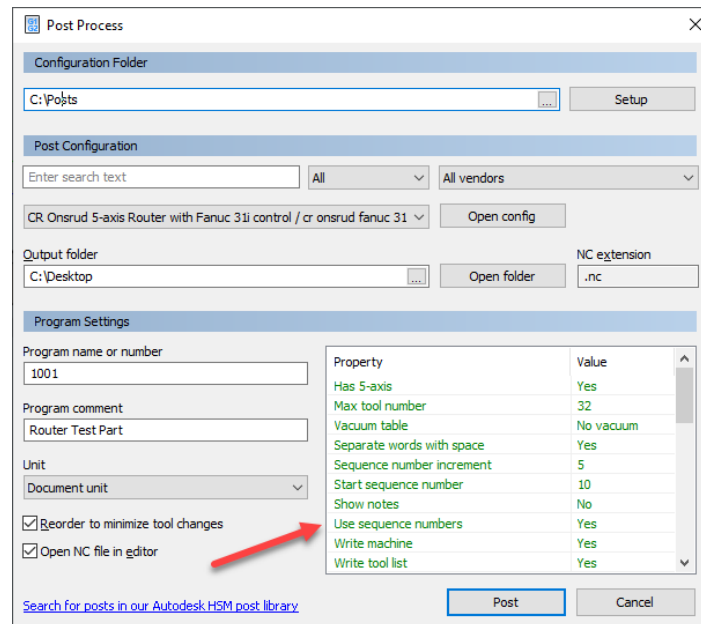 G1
G2
Post Process
Configuration Folder
C:\Posts
...
Setup
Post Configuration
Enter search text
All
All vendors
CR Onsrud 5-axis Router with Fanuc 31i control / cr onsrud fanuc 31
Open config
Output folder
NC extension
C:\Desktop
...
Open folder
.nc
Program Settings
Program name or number
1001
Program comment
Router Test Part
Unit
Document unit
Reorder to minimize tool changes
Open NC file in editor
Property Value
Has 5-axis Yes
Max tool number 32
Vacuum table No vacuum
Separate words with space Yes
Sequence number increment 5
Start sequence number 10
Show notes No
Use sequence numbers Yes
Write machine Yes
Write tool list Yes
Search for posts in our Autodesk HSM post library
Post
Cancel